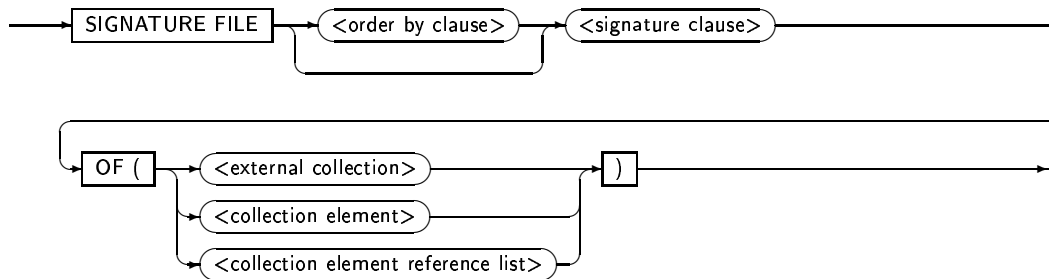 SIGNATURE FILE <order by clause> <signature clause>
OF ( <external collection> )
<collection element>
<collection element reference list>